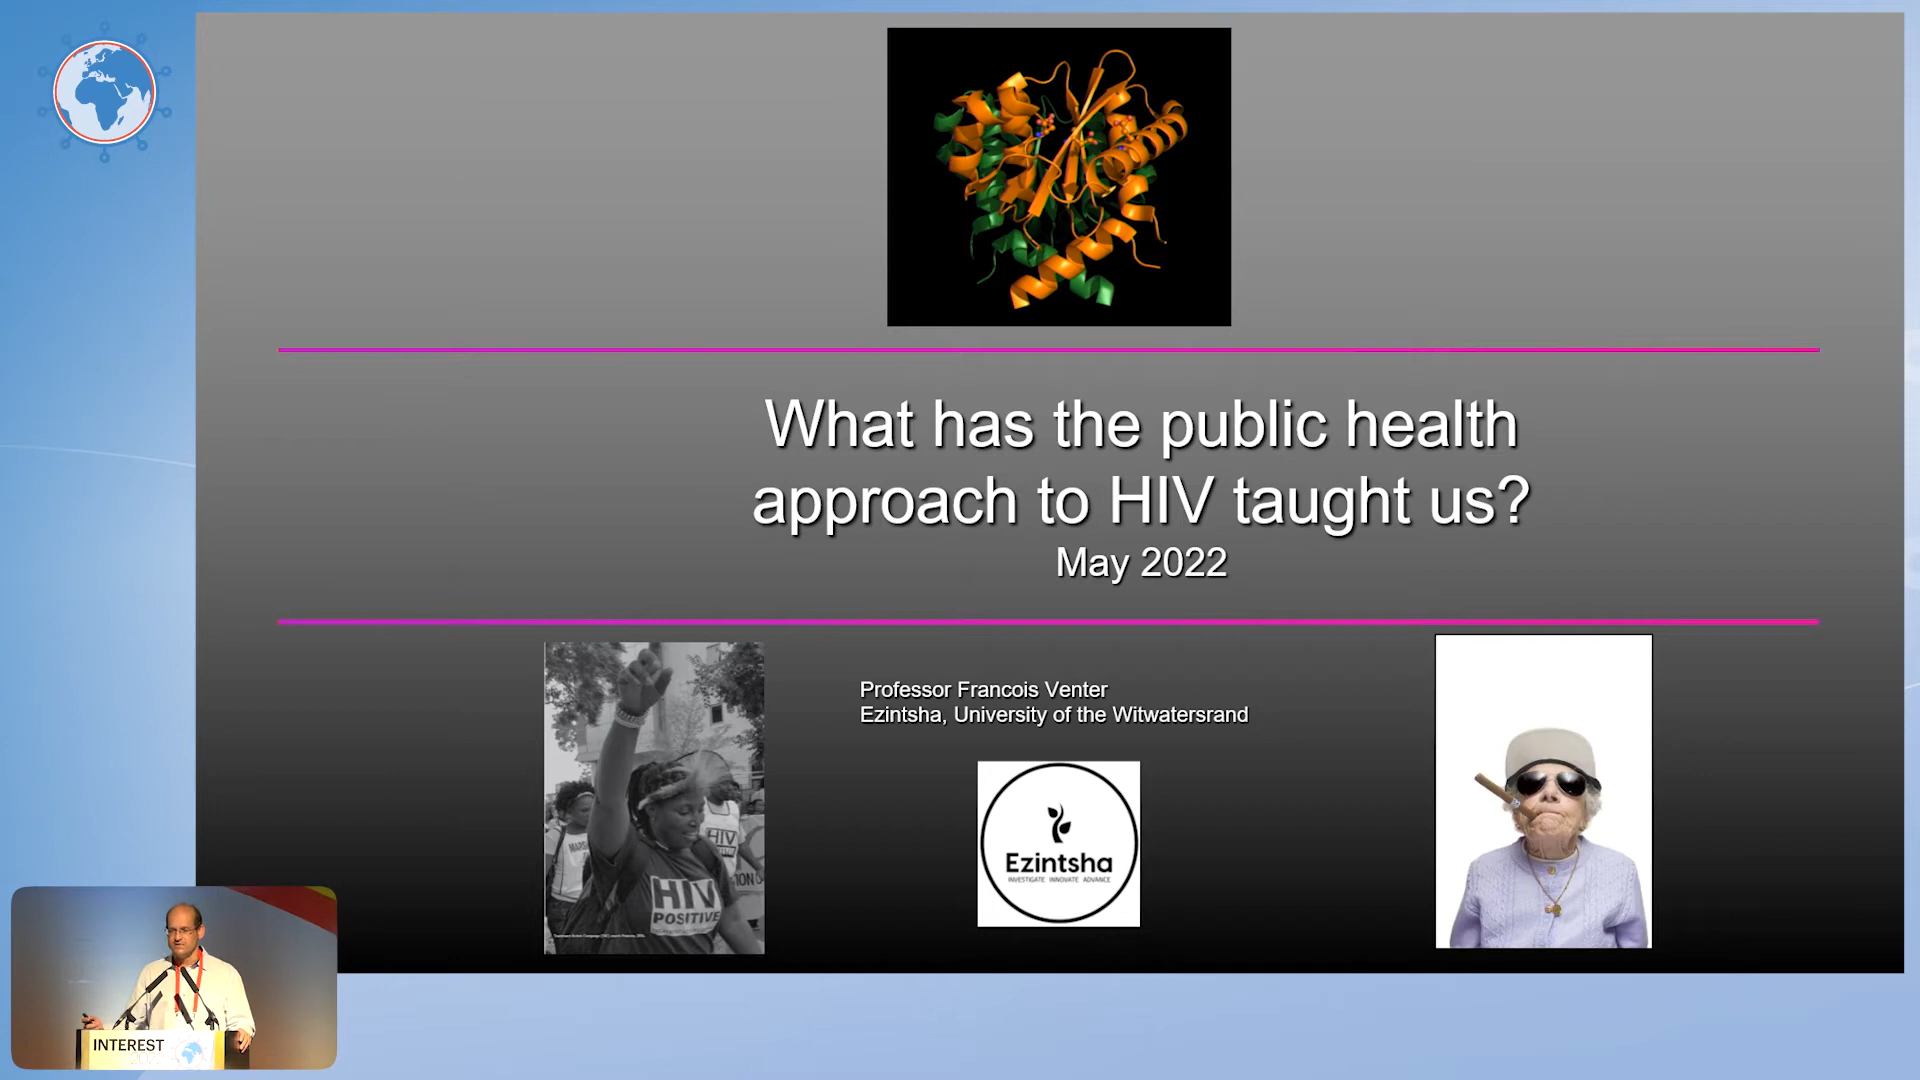 What has the public health
approach to HIV taught us?
May 2022
Professor Francois Venter
Ezintsha, University of the Witwatersrand
HIV
HIV
POSITIVE
Ezintsha
INVESTIGATE INNOVATE ADVANCE
INTEREST